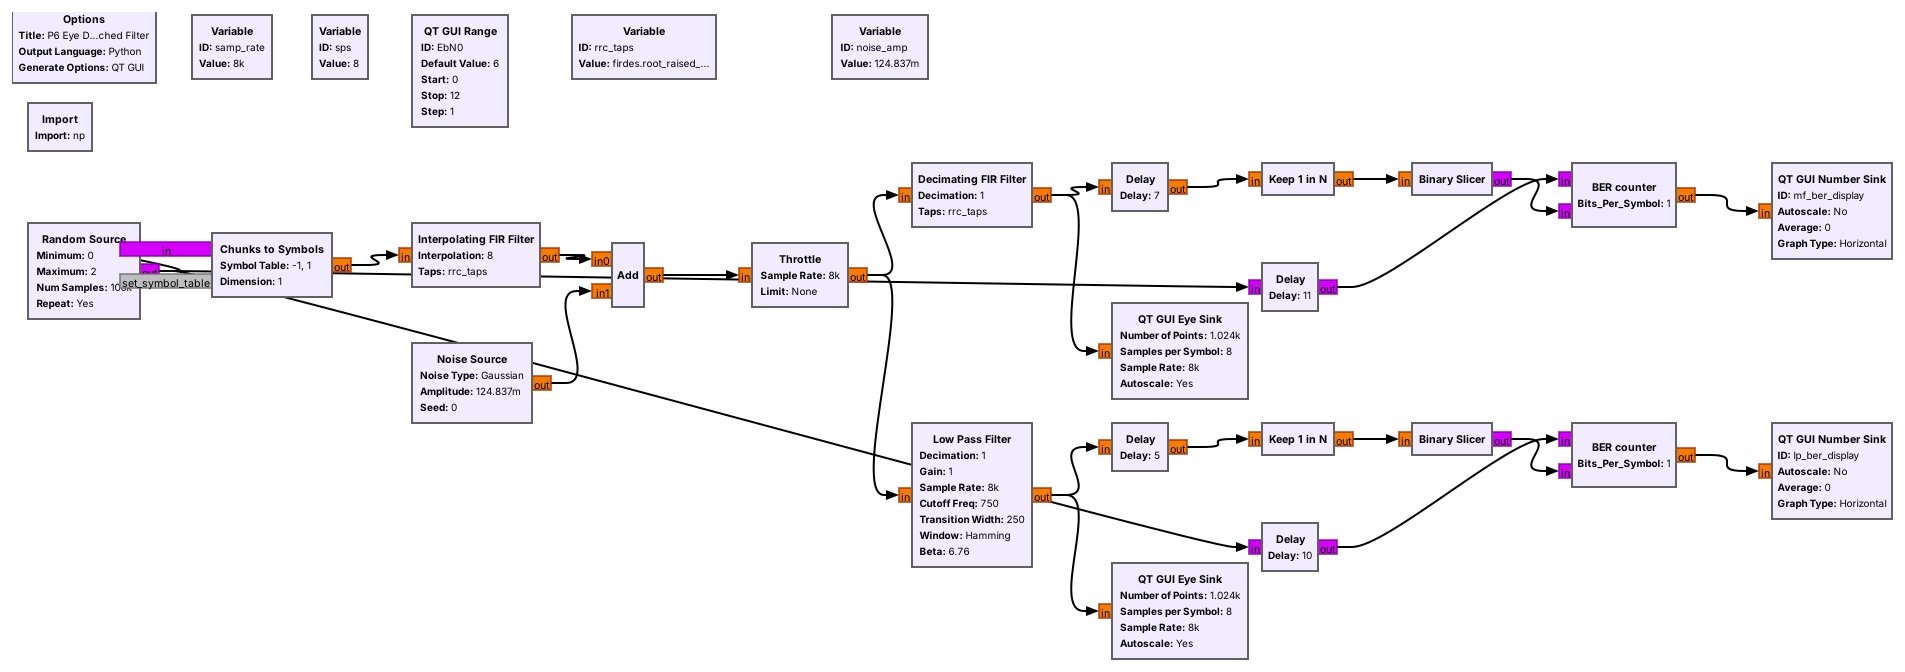 Options
Title: P6 Eye D...ched Filter
Output Language: Python
Generate Options: QT GUI
Variable
ID: samp_rate
Value: 8k
Variable
ID: sps
Value: 8
QT GUI Range
ID: EbN0
Default Value: 6
Start: 0
Stop: 12
Step: 1
Variable
ID: rrc_taps
Value: firdes.root_raised_...
Variable
ID: noise_amp
Value: 124.837m
Import
Import: np
Random Source
Minimum: 0
Maximum: 2
Num Samples: 100k
Repeat: Yes
out
in
set_symbol_table
Chunks to Symbols
Symbol Table: -1, 1
Dimension: 1
out
in
Interpolating FIR Filter
Interpolation: 8
Taps: rrc_taps
out
Noise Source
Noise Type: Gaussian
Amplitude: 124.837m
Seed: 0
out
in0
in1
Add
out
in
Throttle
Sample Rate: 8k
Limit: None
out
in
Decimating FIR Filter
Decimation: 1
Taps: rrc_taps
out
in
Delay
Delay: 7
out
in
Keep 1 in N
out
in
Binary Slicer
out
in
in
BER counter
Bits_Per_Symbol: 1
out
in
QT GUI Number Sink
ID: mf_ber_display
Autoscale: No
Average: 0
Graph Type: Horizontal
in
Delay
Delay: 11
out
in
QT GUI Eye Sink
Number of Points: 1.024k
Samples per Symbol: 8
Sample Rate: 8k
Autoscale: Yes
in
Low Pass Filter
Decimation: 1
Gain: 1
Sample Rate: 8k
Cutoff Freq: 750
Transition Width: 250
Window: Hamming
Beta: 6.76
out
in
Delay
Delay: 5
out
in
Keep 1 in N
out
in
Binary Slicer
out
in
in
BER counter
Bits_Per_Symbol: 1
out
in
QT GUI Number Sink
ID: lp_ber_display
Autoscale: No
Average: 0
Graph Type: Horizontal
in
Delay
Delay: 10
out
in
QT GUI Eye Sink
Number of Points: 1.024k
Samples per Symbol: 8
Sample Rate: 8k
Autoscale: Yes